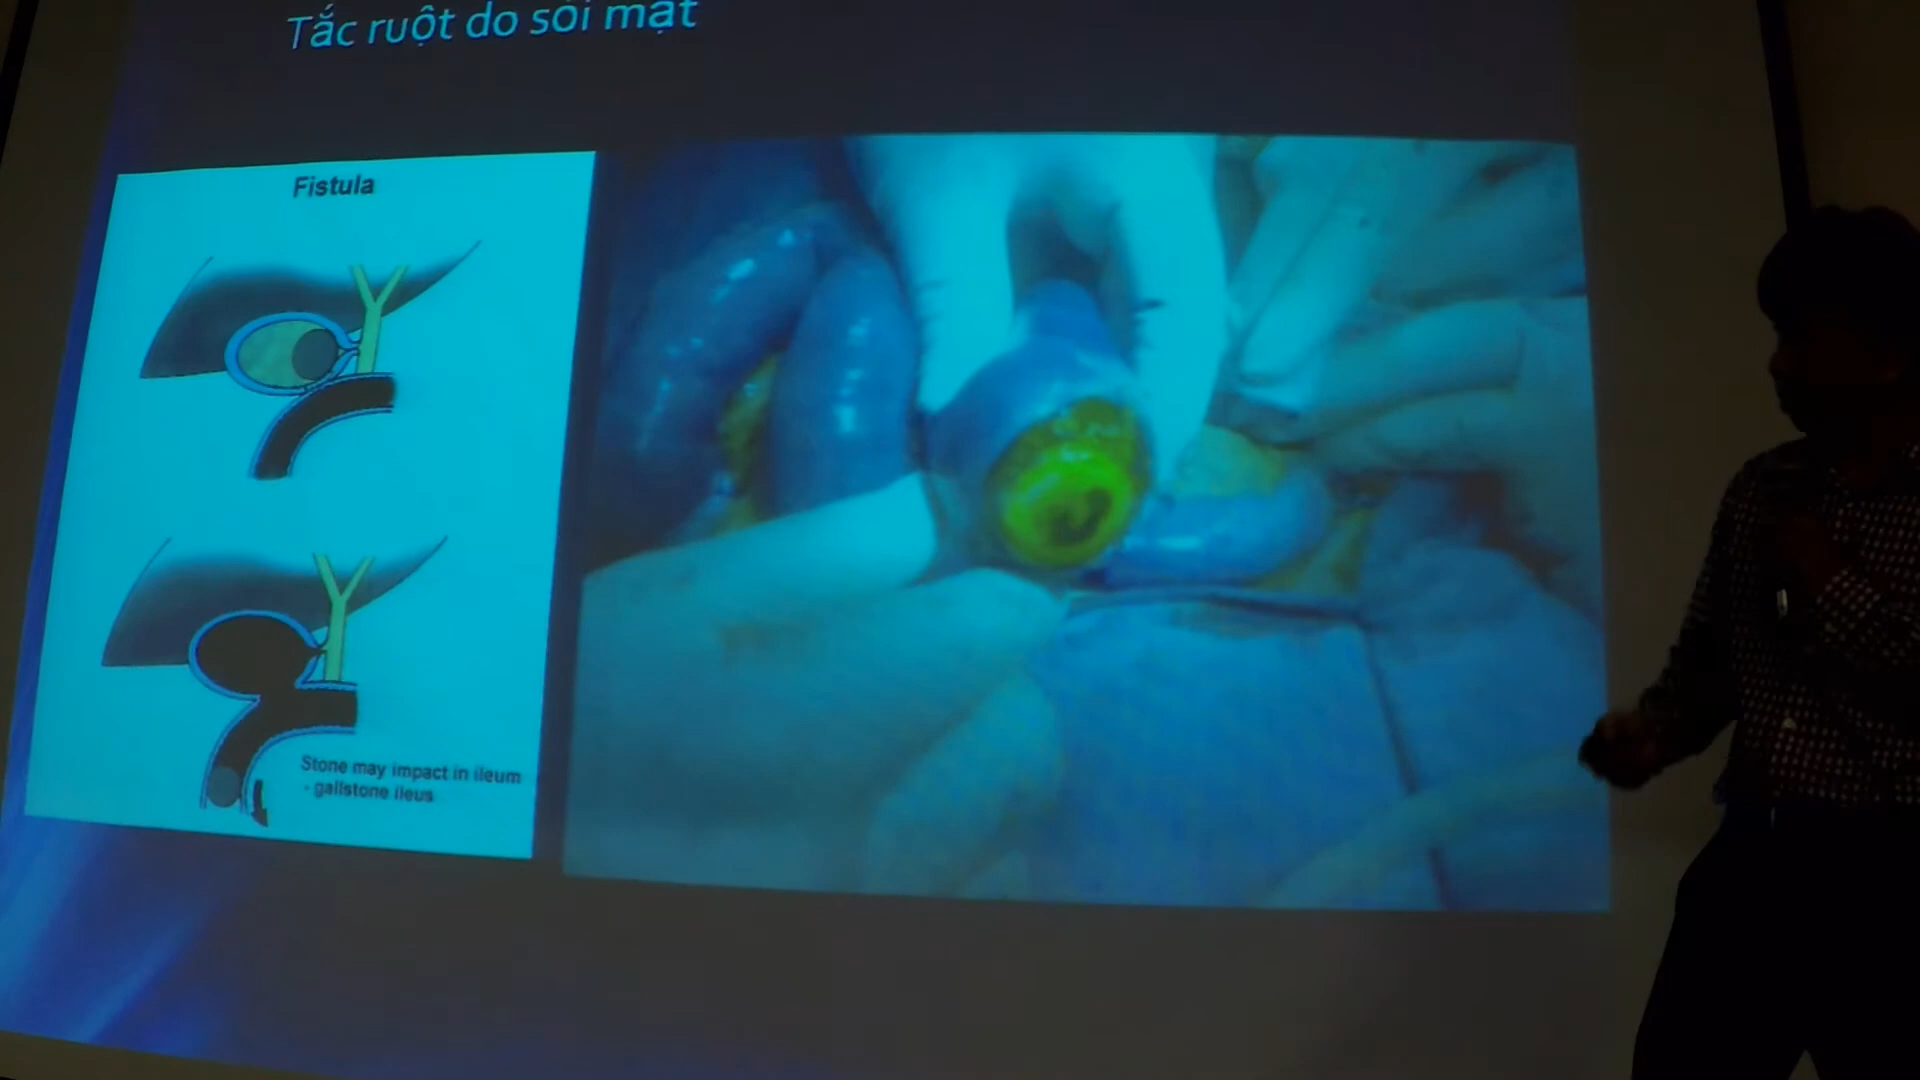 Tắc ruột do sỏi mật
Fistula
Stone may impact in ileum
- gallstone ileus